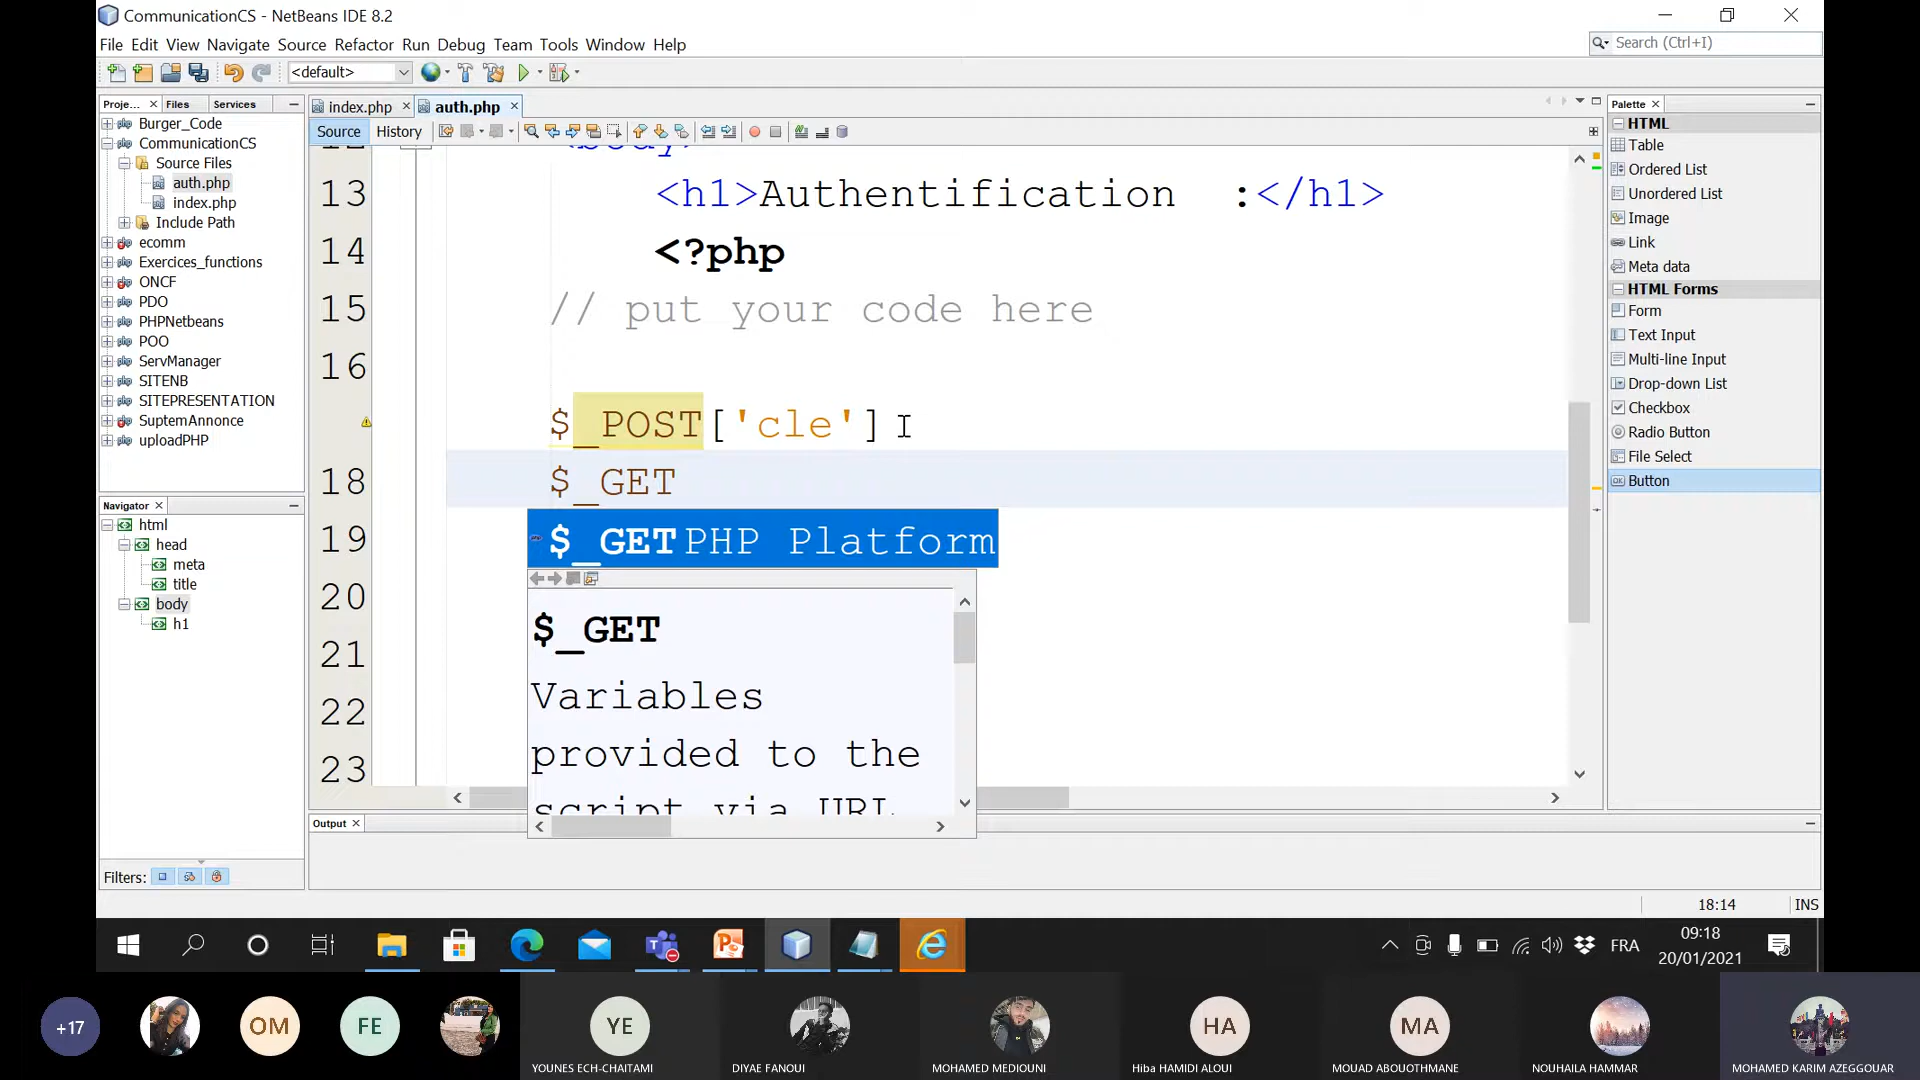 CommunicationCS - NetBeans IDE 8.2
File Edit View Navigate Source Refactor Run Debug Team Tools Window Help
Search (Ctrl+I)
<default>
Proje... Files Services
Burger_Code
CommunicationCS
Source Files
auth.php
index.php
Include Path
ecomm
Exercices_functions
ONCF
PDO
PHPNetbeans
POO
ServManager
SITENB
SITEPRESENTATION
SuptemAnnonce
uploadPHP
Navigator
html
head
meta
title
body
h1
Filters:
index.php auth.php
Source History
12 <body>
13 <h1>Authentification :</h1>
14 <?php
15 // put your code here
16
$_POST['cle']
18 $_GET
19 $_GET PHP Platform
20
21
22
23
$_GET
Variables
provided to the
script via URL
Output
Palette
HTML
Table
Ordered List
Unordered List
Image
Link
Meta data
HTML Forms
Form
Text Input
Multi-line Input
Drop-down List
Checkbox
Radio Button
File Select
Button
18:14 INS
FRA
09:18
20/01/2021
+17
OM
FE
YE
YOUNES ECH-CHAITAMI
DIYAE FANOUI
MOHAMED MEDIOUNI
HA
Hiba HAMIDI ALOUI
MA
MOUAD ABOUOTHMANE
NOUHAILA HAMMAR
MOHAMED KARIM AZEGGOUAR